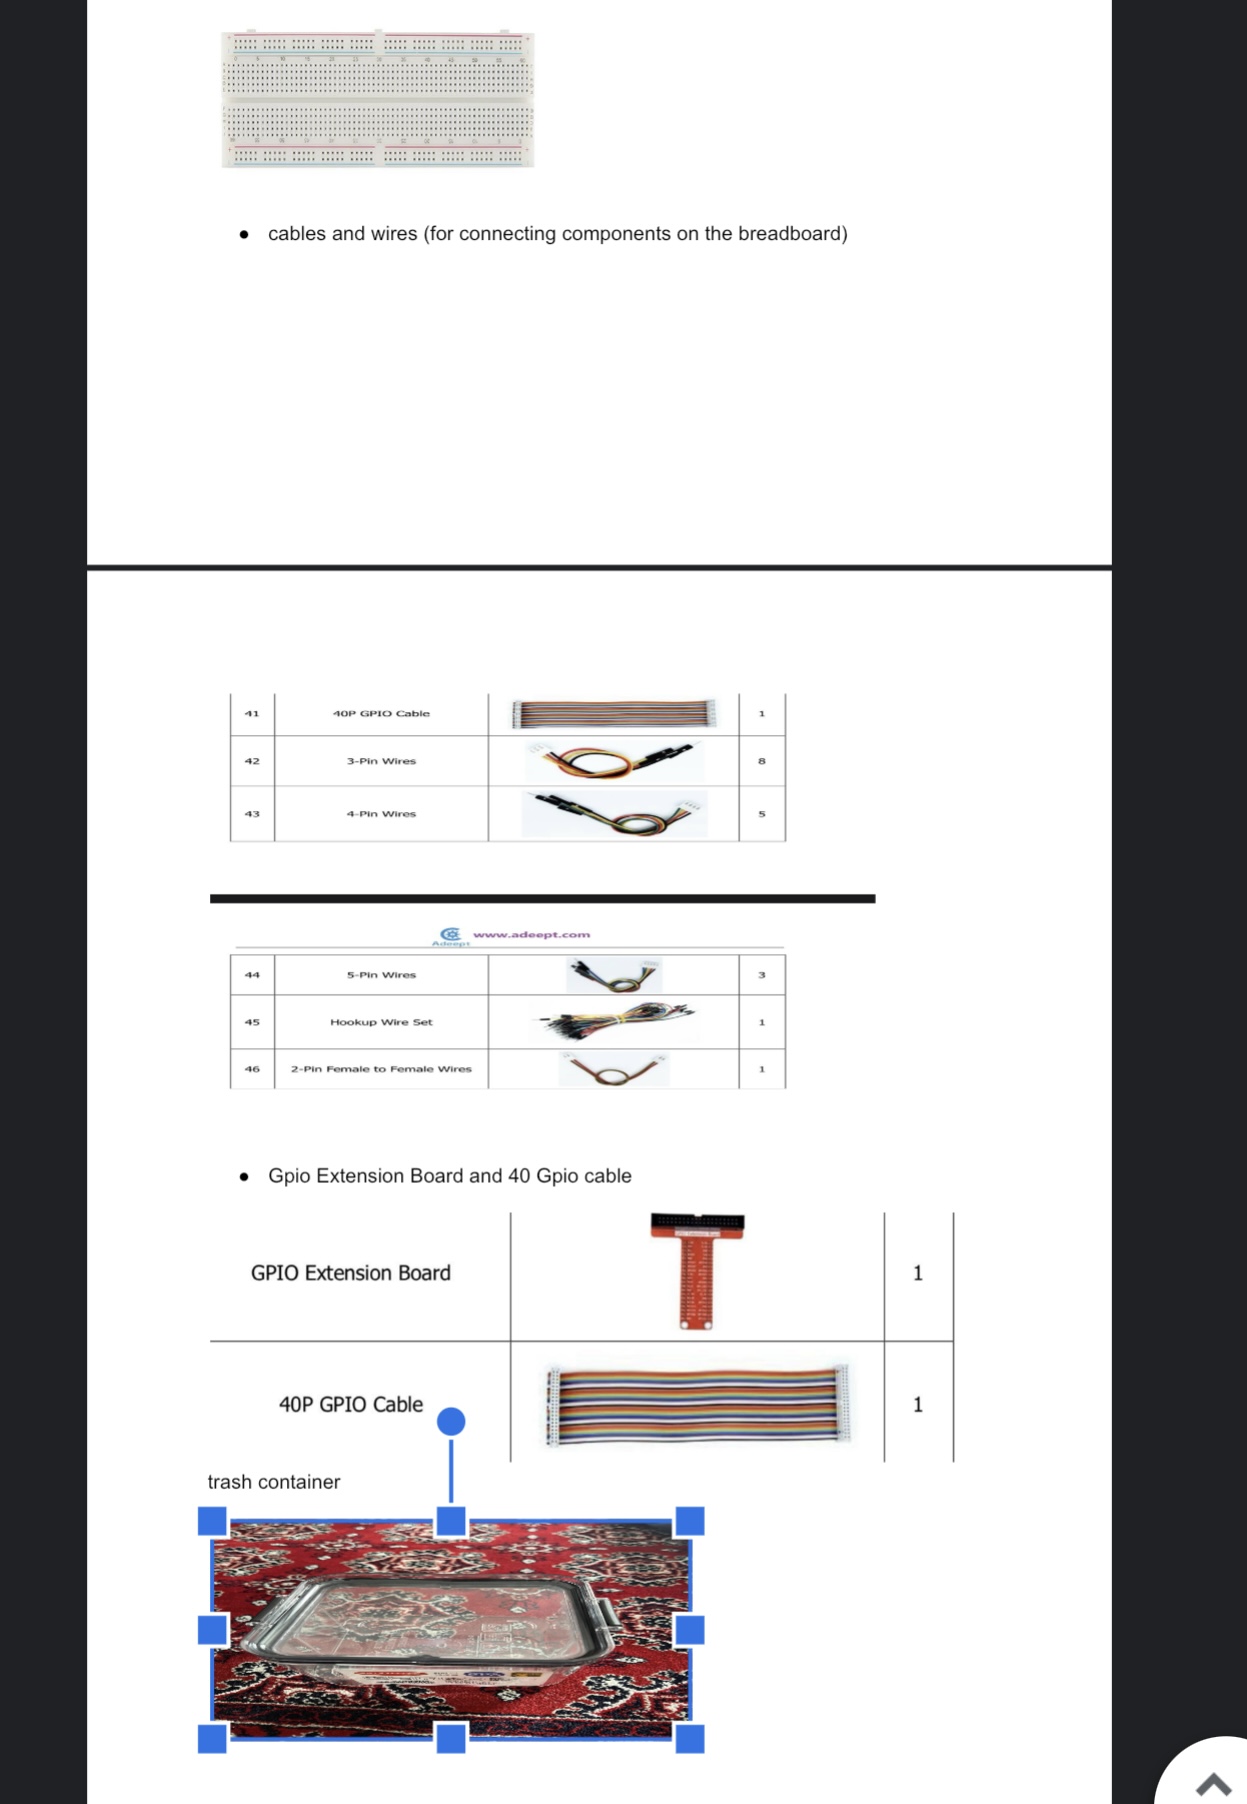 ● cables and wires (for connecting components on the breadboard)
41 40P GPIO Cable 1
42 3-Pin Wires 8
43 4-Pin Wires 5
Adeept www.adeept.com
44 5-Pin Wires 3
45 Hookup Wire Set 1
46 2-Pin Female to Female Wires 1
● Gpio Extension Board and 40 Gpio cable
GPIO Extension Board 1
40P GPIO Cable 1
trash container